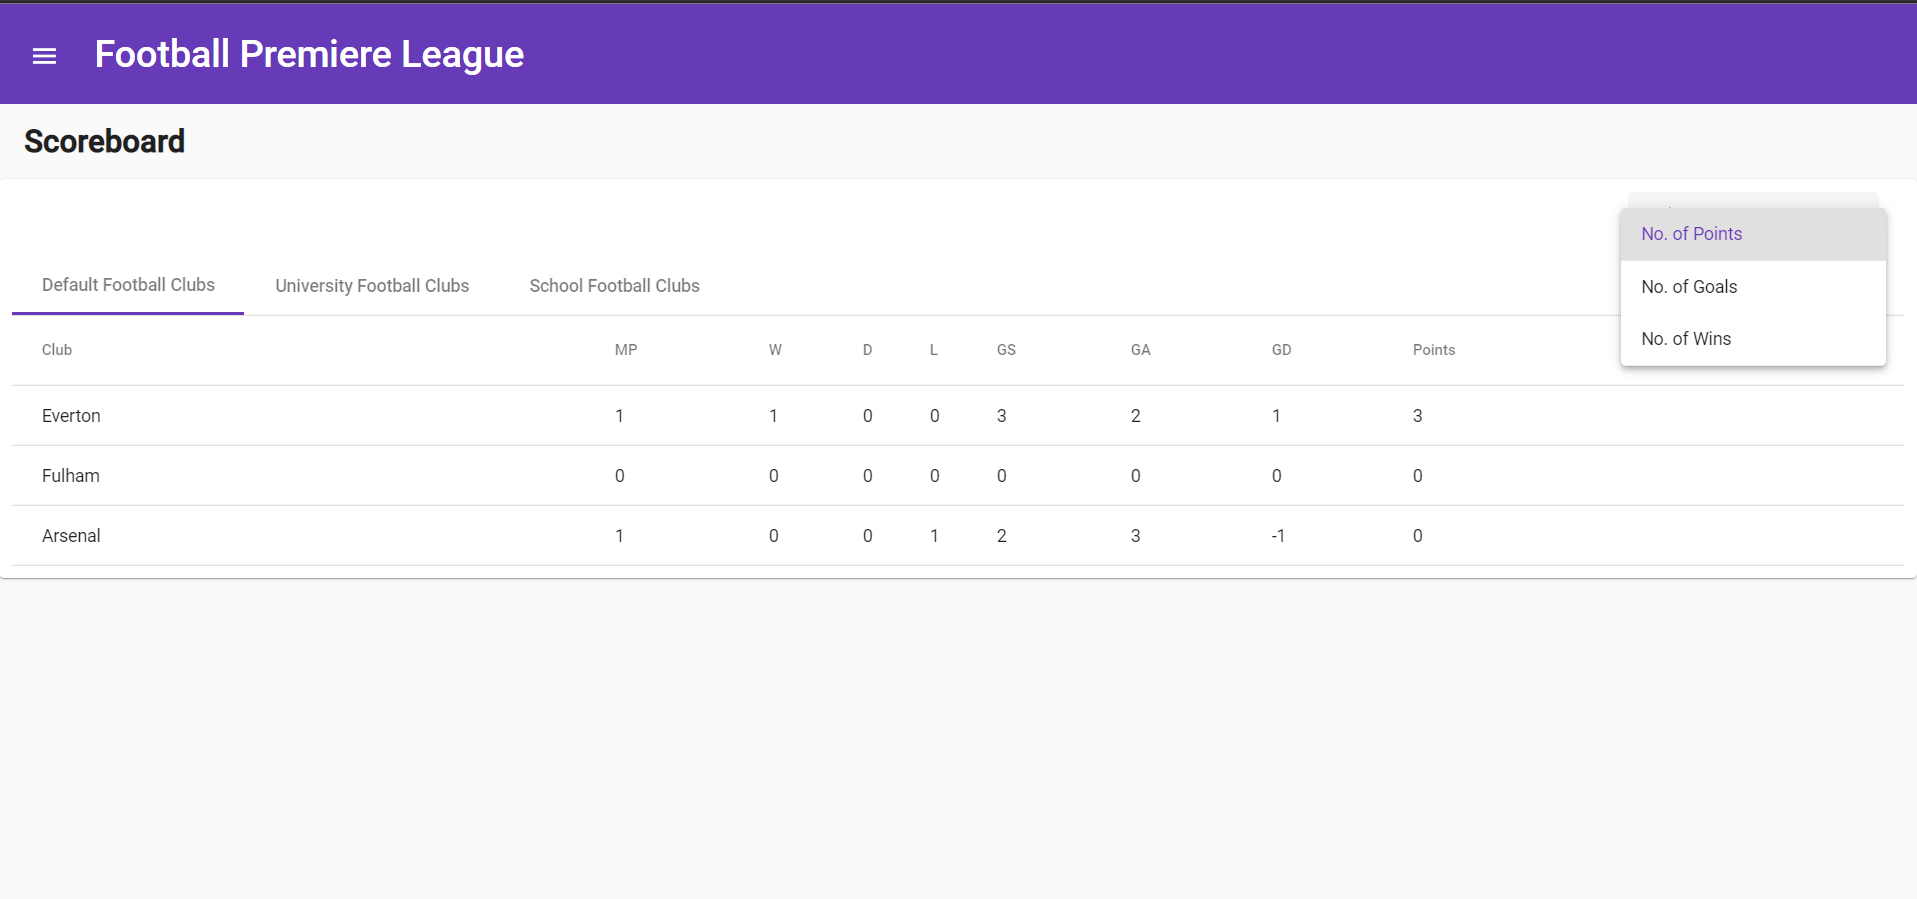 Football Premiere League
Scoreboard
No. of Points
No. of Goals
No. of Wins
Default Football Clubs University Football Clubs School Football Clubs
Club MP W D L GS GA GD Points
Everton 1 1 0 0 3 2 1 3
Fulham 0 0 0 0 0 0 0 0
Arsenal 1 0 0 1 2 3 -1 0